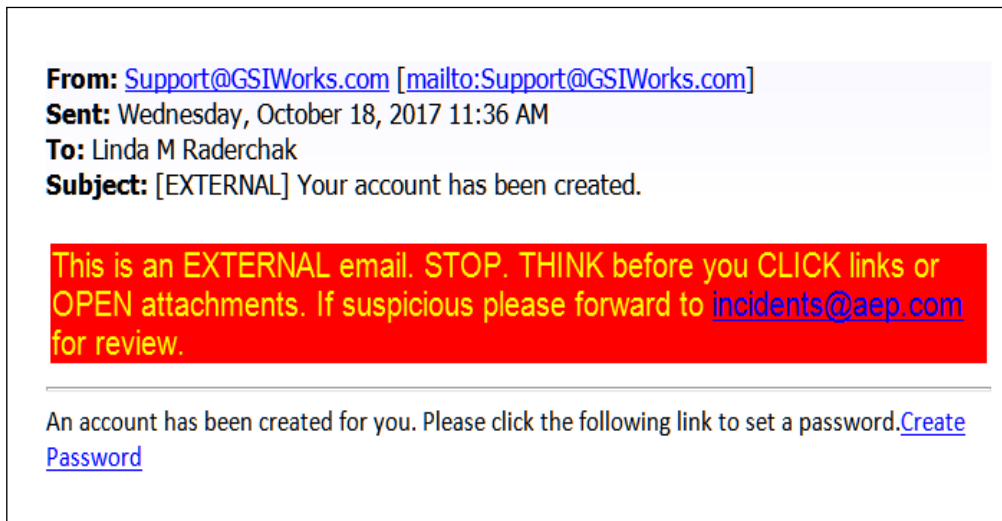 From: Support@GSIWorks.com [mailto:Support@GSIWorks.com]
Sent: Wednesday, October 18, 2017 11:36 AM
To: Linda M Raderchak
Subject: [EXTERNAL] Your account has been created.
This is an EXTERNAL email. STOP. THINK before you CLICK links or
OPEN attachments. If suspicious please forward to incidents@aep.com
for review.
An account has been created for you. Please click the following link to set a password.Create
Password